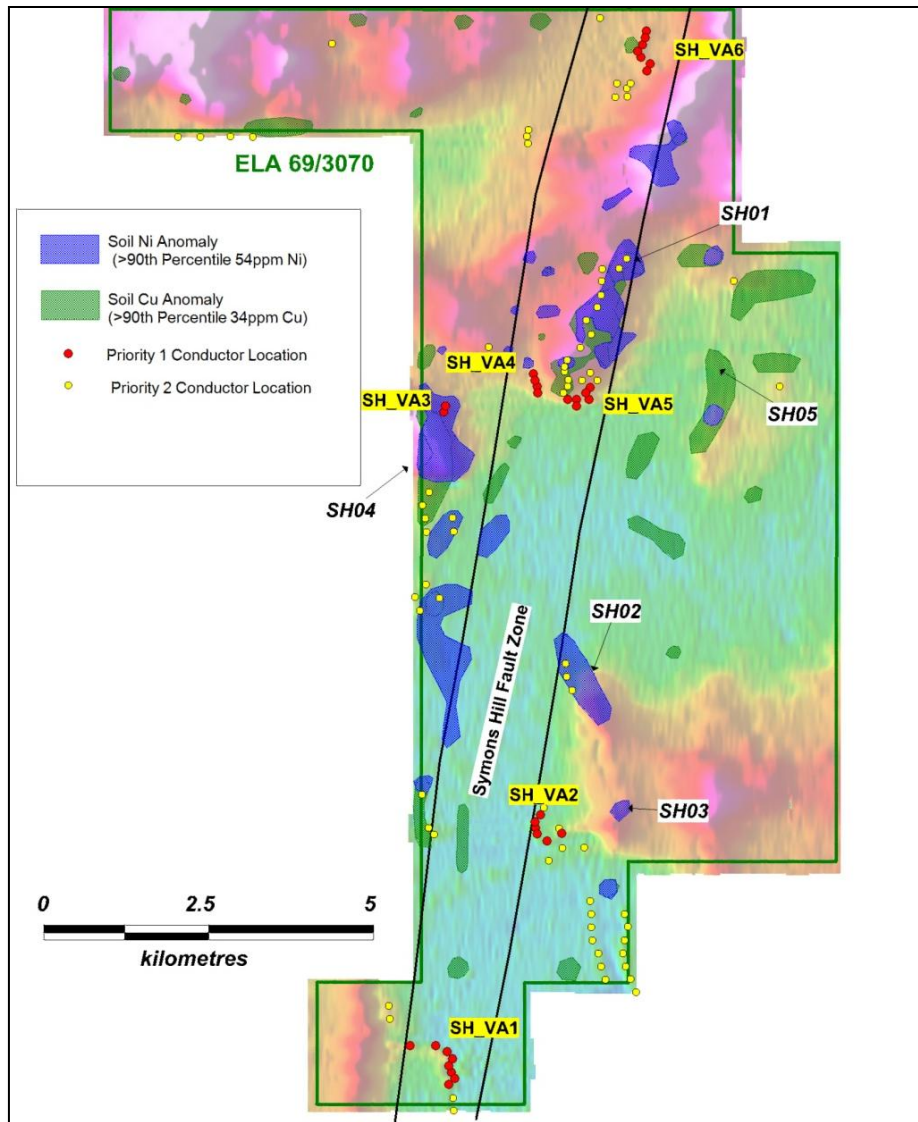 SH_VA6
ELA 69/3070
SH01
Soil Ni Anomaly
(>90th Percentile 54ppm Ni)
Soil Cu Anomaly
(>90th Percentile 34ppm Cu)
Priority 1 Conductor Location
Priority 2 Conductor Location
SH_VA4
SH_VA3
SH_VA5
SH05
SH04
SH02
Symons Hill Fault Zone
SH_VA2
SH03
0 2.5 5
kilometres
SH_VA1